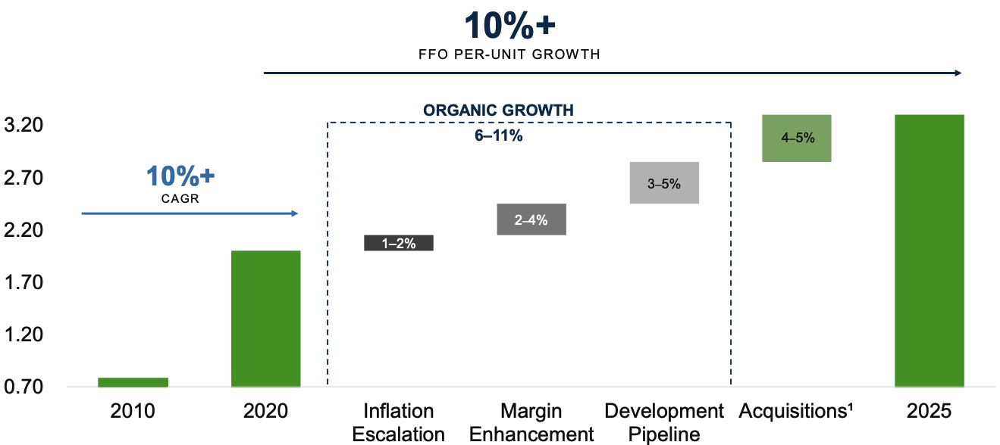 10%+
FFO PER-UNIT GROWTH
ORGANIC GROWTH
6–11%
10%+
CAGR
3.20
2.70
2.20
1.70
1.20
0.70
1–2%
2–4%
3–5%
4–5%
2010
2020
Inflation
Escalation
Margin
Enhancement
Development
Pipeline
Acquisitions¹
2025